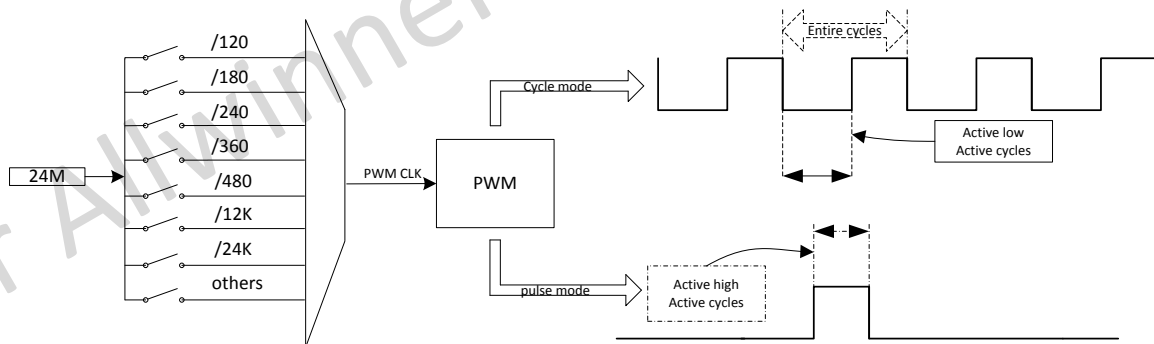 /120
/180
/240
/360
/480
/12K
/24K
others
24M
PWM CLK
PWM
Cycle mode
pulse mode
Entire cycles
Active low
Active cycles
Active high
Active cycles
r Allwinner